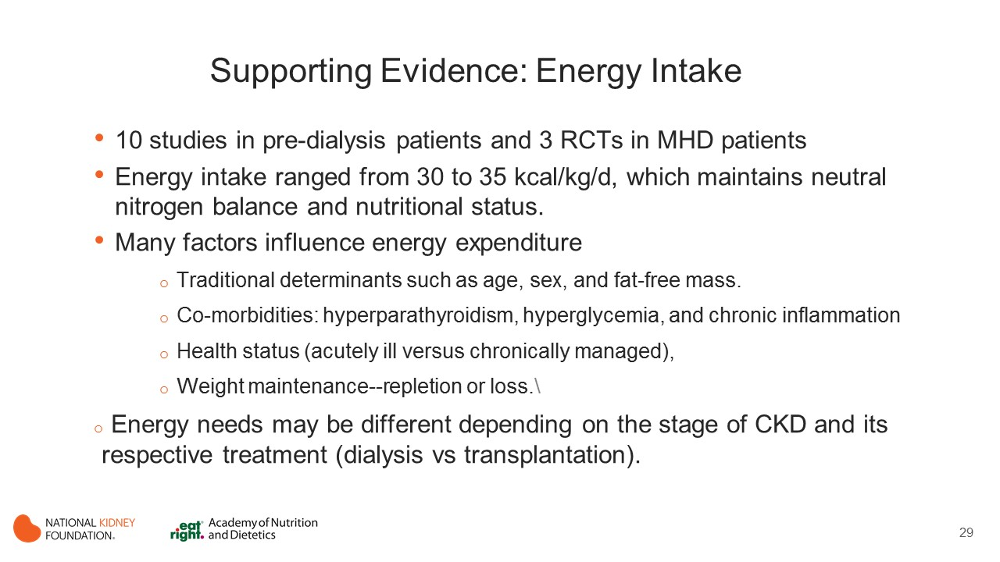 Supporting Evidence: Energy Intake
• 10 studies in pre-dialysis patients and 3 RCTs in MHD patients
• Energy intake ranged from 30 to 35 kcal/kg/d, which maintains neutral
nitrogen balance and nutritional status.
• Many factors influence energy expenditure
o Traditional determinants such as age, sex, and fat-free mass.
o Co-morbidities: hyperparathyroidism, hyperglycemia, and chronic inflammation
o Health status (acutely ill versus chronically managed),
o Weight maintenance--repletion or loss.\
o Energy needs may be different depending on the stage of CKD and its
respective treatment (dialysis vs transplantation).
NATIONAL KIDNEY
FOUNDATION®
eat®
right.
Academy of Nutrition
and Dietetics
29